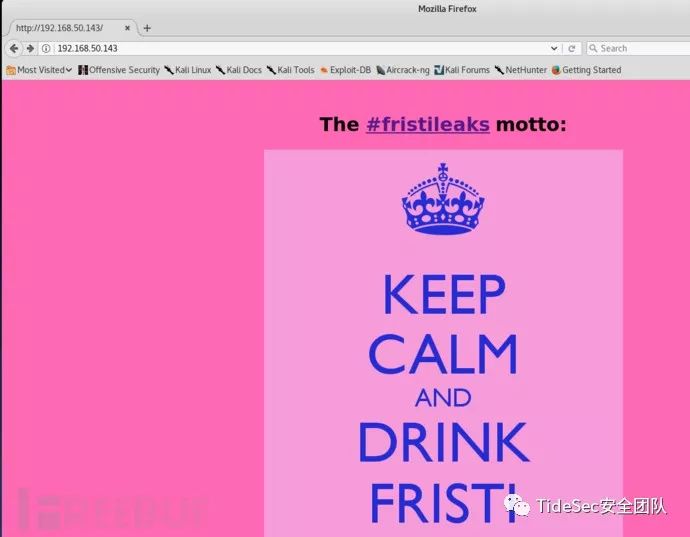 Mozilla Firefox
http://192.168.50.143/
192.168.50.143
Search
Most Visited Offensive Security Kali Linux Kali Docs Kali Tools Exploit-DB Aircrack-ng Kali Forums NetHunter Getting Started
The #fristileaks motto:
KEEP
CALM
AND
DRINK
FRISTI
TideSec安全团队